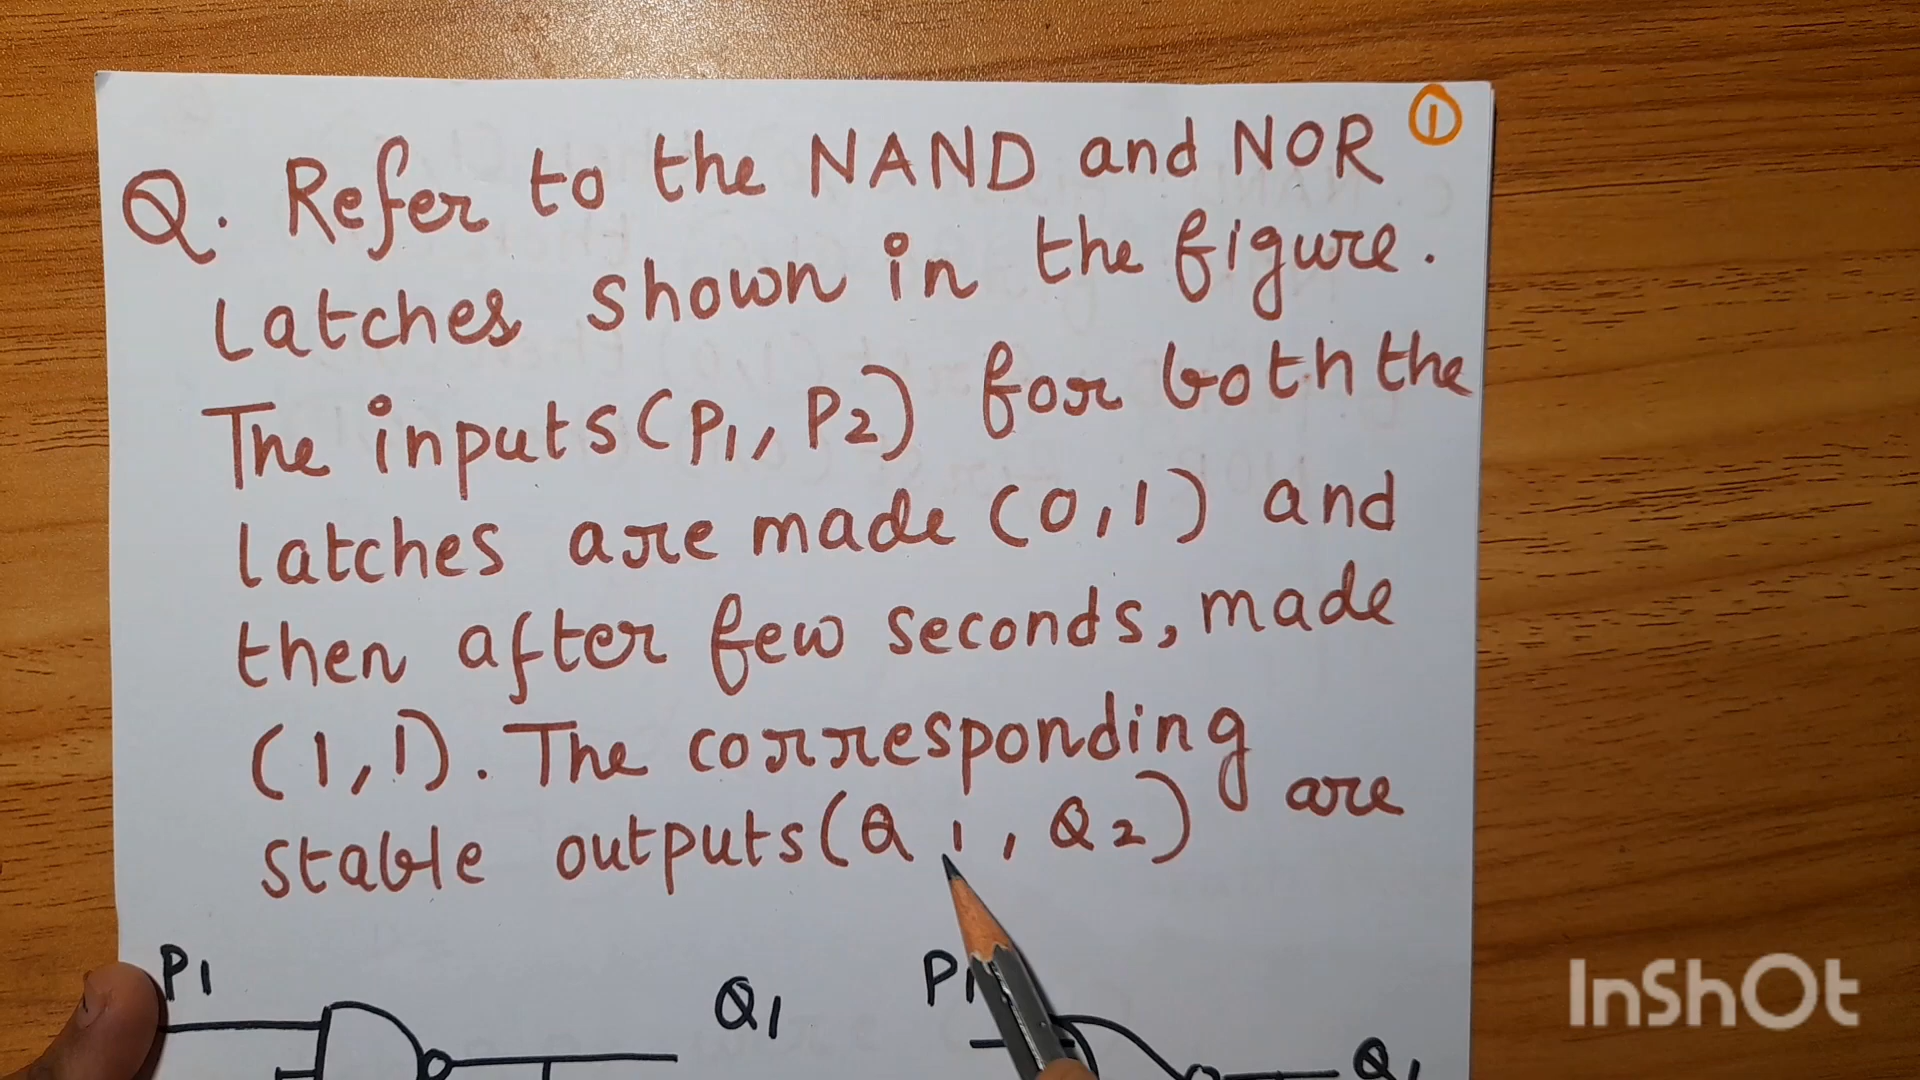 ①
Q. Refer to the NAND and NOR
Latches shown in the figure.
The inputs (P1, P2) for both the
latches are made (0,1) and
then after few seconds, made
(1,1). The corresponding
stable outputs (Q1, Q2) are
P1
Q1
P1
Q1
InShOt